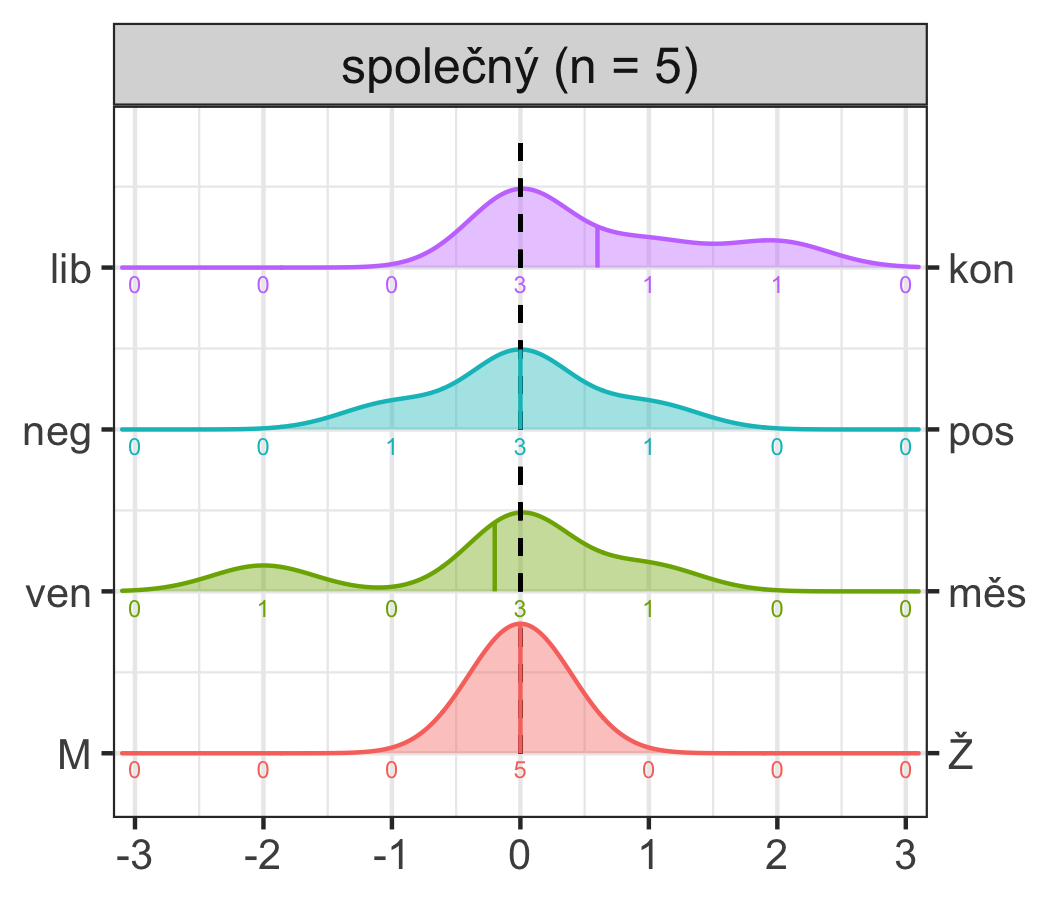 společný (n = 5)
lib kon
0 0 0 3 1 1 0
neg pos
0 0 1 3 1 0 0
ven měs
0 1 0 3 1 0 0
M Ž
0 0 0 5 0 0 0
-3 -2 -1 0 1 2 3